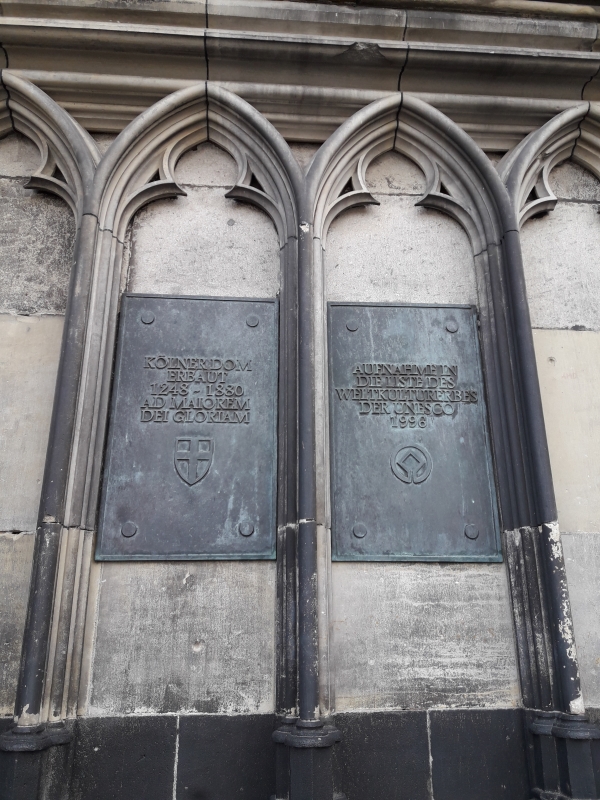 KÖLNER DOM
ERBAUT
1248 - 1880
AD MAIOREM
DEI GLORIAM
AUFNAHME IN
DIE LISTE DES
WELTKULTURERBES
DER UNESCO
1996